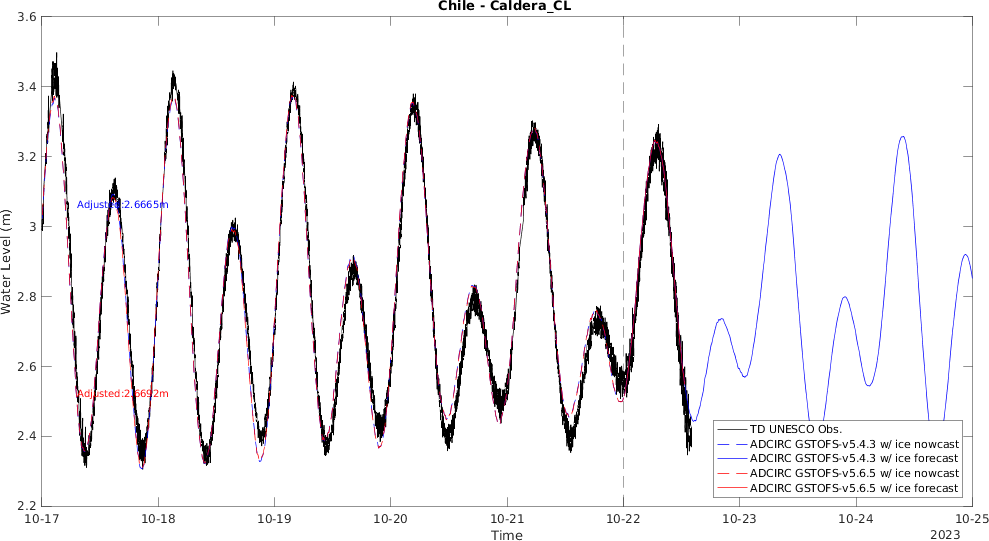 Chile - Caldera_CL
3.6
3.4
3.2
3
2.8
2.6
2.4
2.2
Water Level (m)
Adjusted:2.6665m
Adjusted:2.6692m
TD UNESCO Obs.
ADCIRC GSTOFS-v5.4.3 w/ ice nowcast
ADCIRC GSTOFS-v5.4.3 w/ ice forecast
ADCIRC GSTOFS-v5.6.5 w/ ice nowcast
ADCIRC GSTOFS-v5.6.5 w/ ice forecast
10-17 10-18 10-19 10-20 10-21 10-22 10-23 10-24 10-25
Time
2023